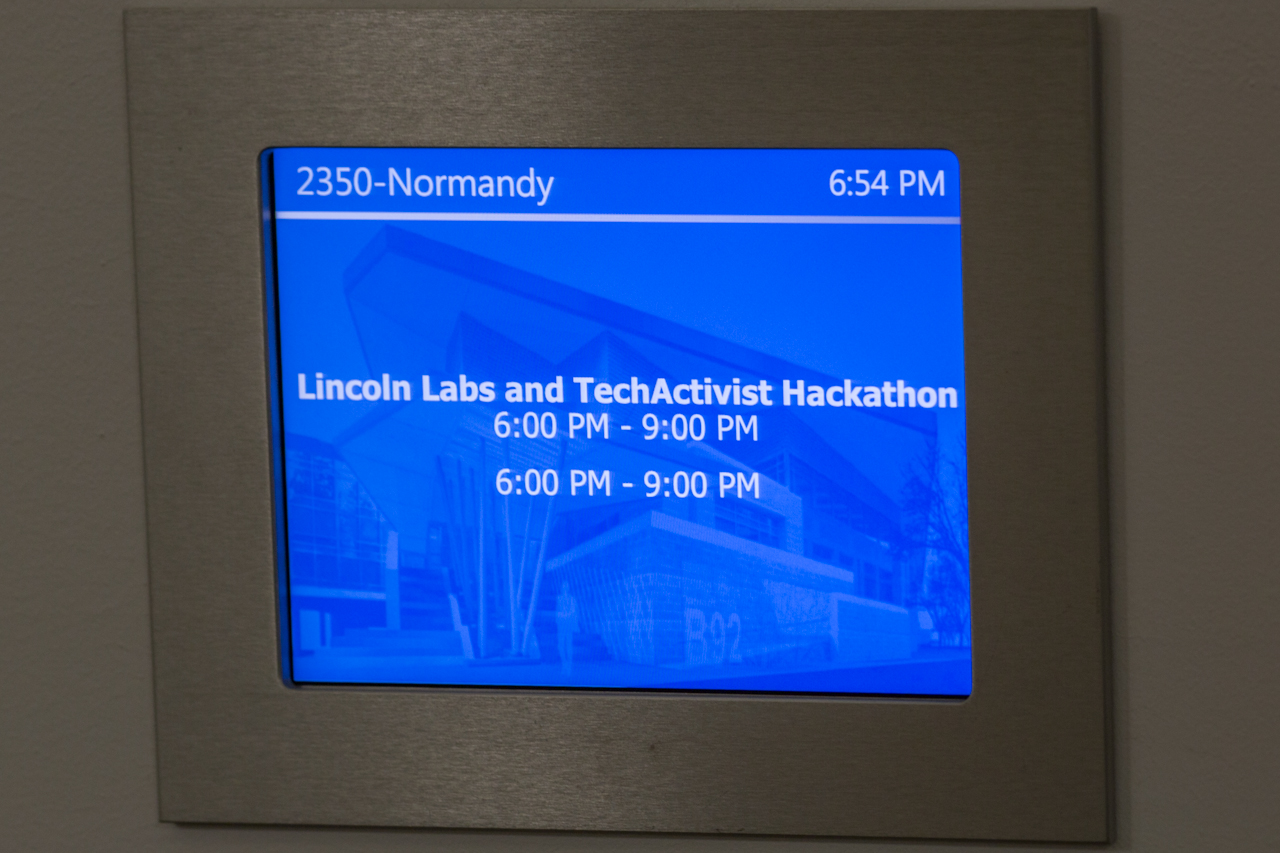 2350-Normandy 6:54 PM
Lincoln Labs and TechActivist Hackathon
6:00 PM - 9:00 PM
6:00 PM - 9:00 PM
B92